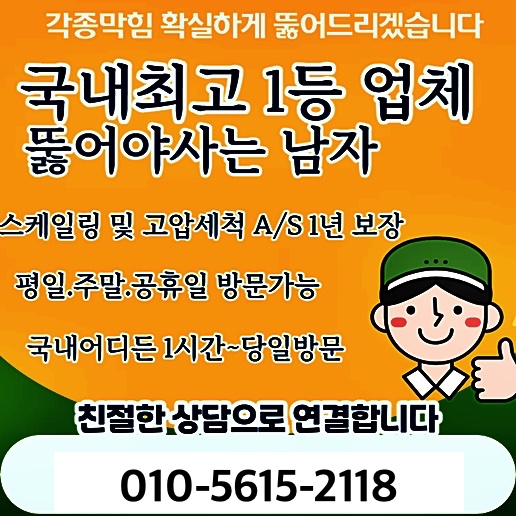 각종막힘 확실하게 뚫어드리겠습니다
국내최고 1등 업체
뚫어야사는 남자
스케일링 및 고압세척 A/S 1년 보장
평일.주말.공휴일 방문가능
국내어디든 1시간~당일방문
친절한 상담으로 연결합니다
010-5615-2118